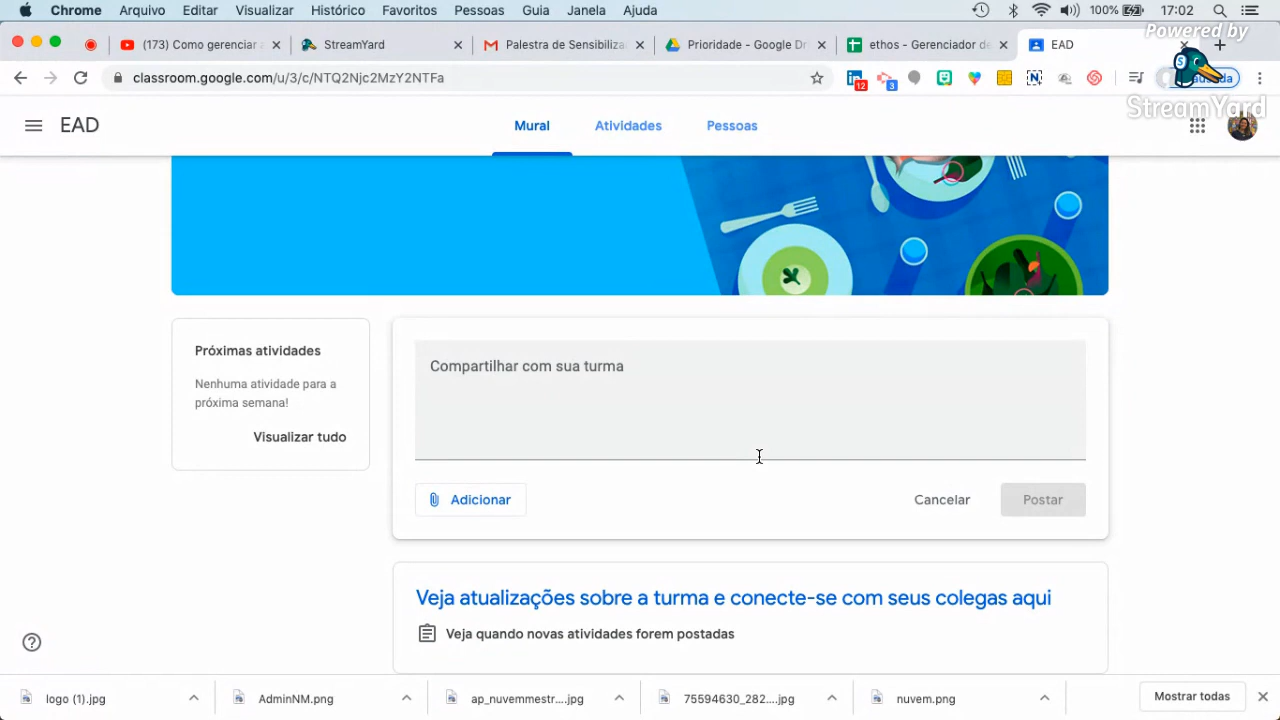 Chrome Arquivo Editar Visualizar Histórico Favoritos Pessoas Guia Janela Ajuda 100% 17:02
(173) Como gerenciar StreamYard Palestra de Sensibiliza Prioridade - Google Dr ethos - Gerenciador de EAD
Powered by
classroom.google.com/u/3/c/NTQ2Njc2MzY2NTFa 12 3
StreamYard
EAD Mural Atividades Pessoas
Próximas atividades
Nenhuma atividade para a
próxima semana!
Visualizar tudo
Compartilhar com sua turma
Adicionar Cancelar Postar
Veja atualizações sobre a turma e conecte-se com seus colegas aqui
Veja quando novas atividades forem postadas
logo (1).jpg AdminNM.png ap_nuvemmestr....jpg 75594630_282....jpg nuvem.png Mostrar todas